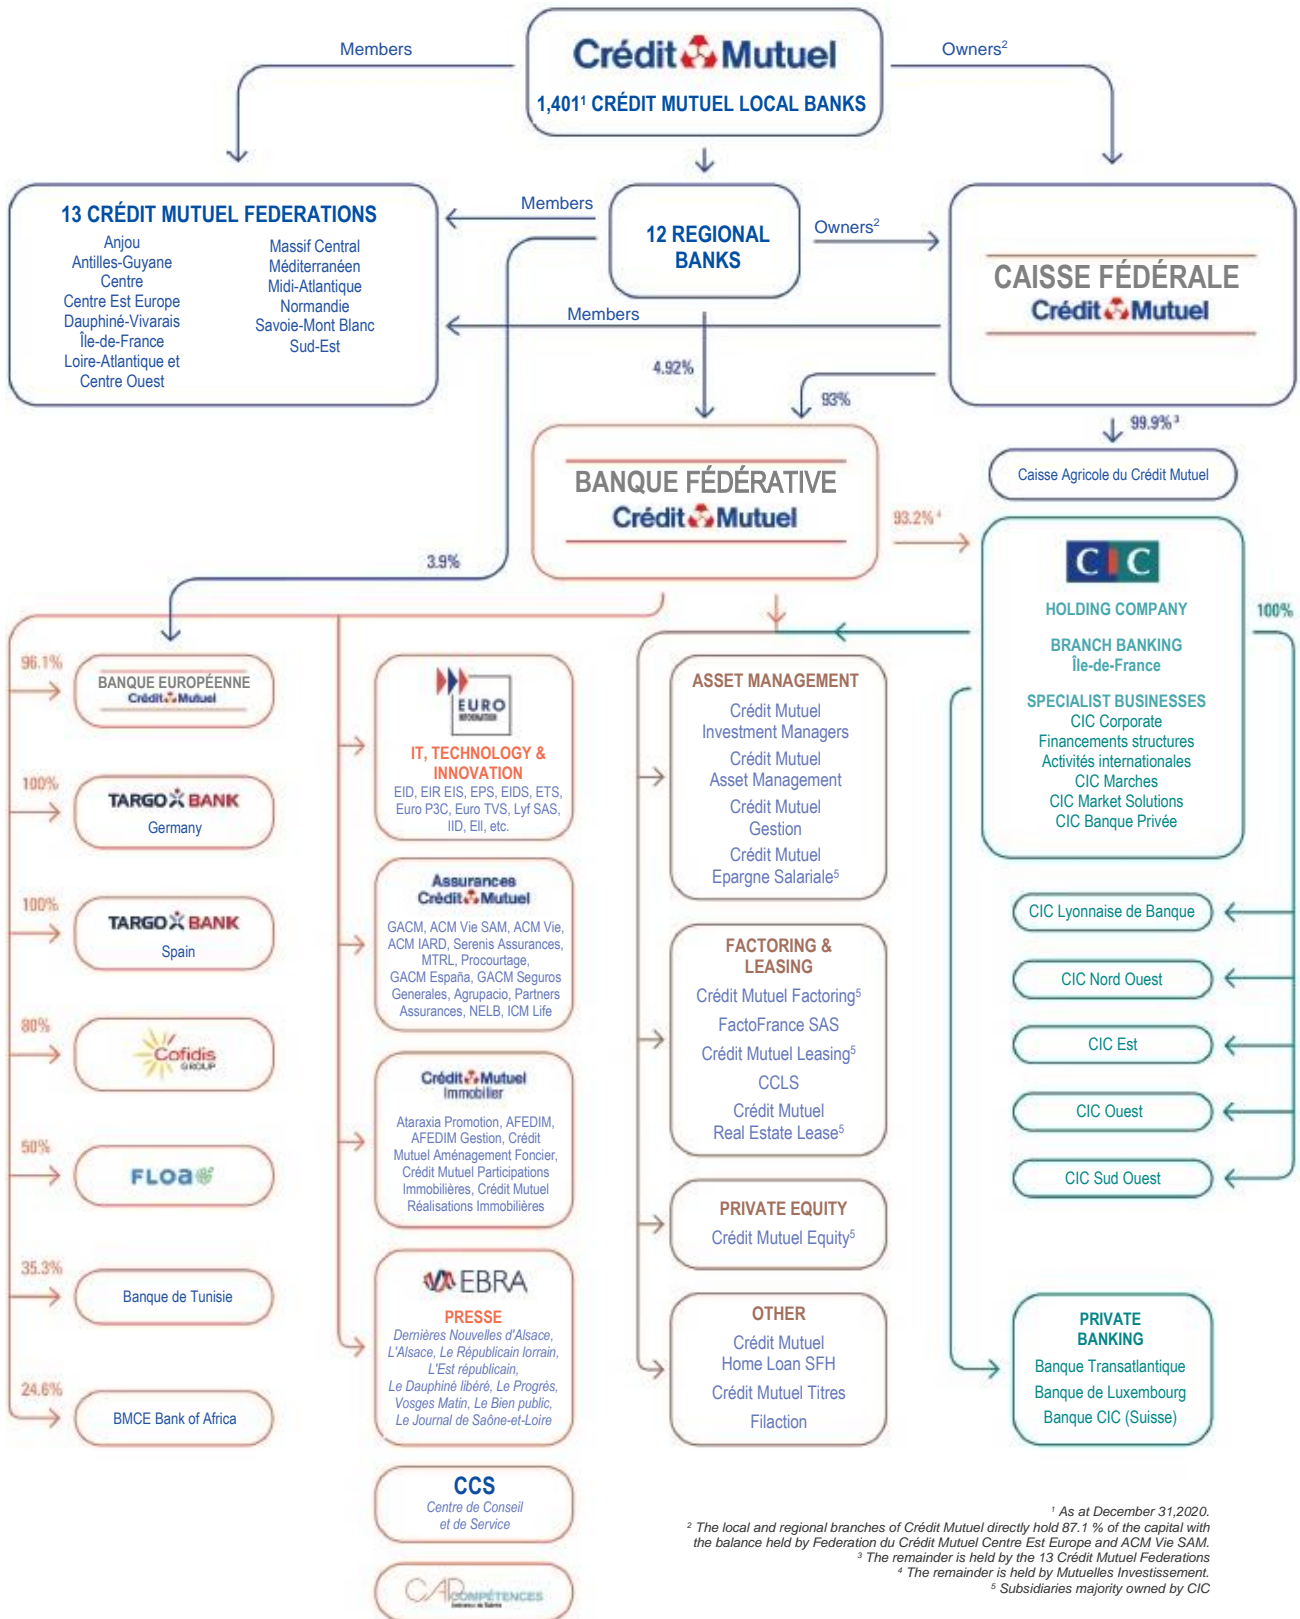 Members
Crédit Mutuel
Owners²
1,401¹ CRÉDIT MUTUEL LOCAL BANKS
13 CRÉDIT MUTUEL FEDERATIONS
Anjou
Antilles-Guyane
Centre
Centre Est Europe
Dauphiné-Vivarais
Île-de-France
Loire-Atlantique et
Centre Ouest
Massif Central
Méditerranéen
Midi-Atlantique
Normandie
Savoie-Mont Blanc
Sud-Est
Members
12 REGIONAL
BANKS
Owners²
Members
CAISSE FÉDÉRALE
Crédit Mutuel
4.92%
93%
99.9% ³
Caisse Agricole du Crédit Mutuel
BANQUE FÉDÉRATIVE
Crédit Mutuel
93.2% ⁴
3.9%
CIC
HOLDING COMPANY
BRANCH BANKING
Île-de-France
SPECIALIST BUSINESSES
CIC Corporate
Financements structures
Activités internationales
CIC Marches
CIC Market Solutions
CIC Banque Privée
100%
96.1%
BANQUE EUROPÉENNE
Crédit Mutuel
100%
TARGO BANK
Germany
100%
TARGO BANK
Spain
80%
Cofidis
GROUP
50%
FLOa
35.3%
Banque de Tunisie
24.6%
BMCE Bank of Africa
EURO
INFORMATION
IT, TECHNOLOGY &
INNOVATION
EID, EIR EIS, EPS, EIDS, ETS,
Euro P3C, Euro TVS, Lyf SAS,
IID, EII, etc.
Assurances
Crédit Mutuel
GACM, ACM Vie SAM, ACM Vie,
ACM IARD, Serenis Assurances,
MTRL, Procourtage,
GACM España, GACM Seguros
Generales, Agrupacio, Partners
Assurances, NELB, ICM Life
Crédit Mutuel
Immobilier
Ataraxia Promotion, AFEDIM,
AFEDIM Gestion, Crédit
Mutuel Aménagement Foncier,
Crédit Mutuel Participations
Immobilières, Crédit Mutuel
Réalisations Immobilières
EBRA
PRESSE
Dernières Nouvelles d'Alsace,
L'Alsace, Le Républicain lorrain,
L'Est républicain,
Le Dauphiné libéré, Le Progrès,
Vosges Matin, Le Bien public,
Le Journal de Saône-et-Loire
CCS
Centre de Conseil
et de Service
CAP COMPÉTENCES
ASSET MANAGEMENT
Crédit Mutuel
Investment Managers
Crédit Mutuel
Asset Management
Crédit Mutuel
Gestion
Crédit Mutuel
Epargne Salariale⁵
FACTORING &
LEASING
Crédit Mutuel Factoring⁵
FactoFrance SAS
Crédit Mutuel Leasing⁵
CCLS
Crédit Mutuel
Real Estate Lease⁵
PRIVATE EQUITY
Crédit Mutuel Equity⁵
OTHER
Crédit Mutuel
Home Loan SFH
Crédit Mutuel Titres
Filaction
CIC Lyonnaise de Banque
CIC Nord Ouest
CIC Est
CIC Ouest
CIC Sud Ouest
PRIVATE
BANKING
Banque Transatlantique
Banque de Luxembourg
Banque CIC (Suisse)
¹ As at December 31,2020.
² The local and regional branches of Crédit Mutuel directly hold 87.1 % of the capital with
the balance held by Federation du Crédit Mutuel Centre Est Europe and ACM Vie SAM.
³ The remainder is held by the 13 Crédit Mutuel Federations
⁴ The remainder is held by Mutuelles Investissement.
⁵ Subsidiaries majority owned by CIC